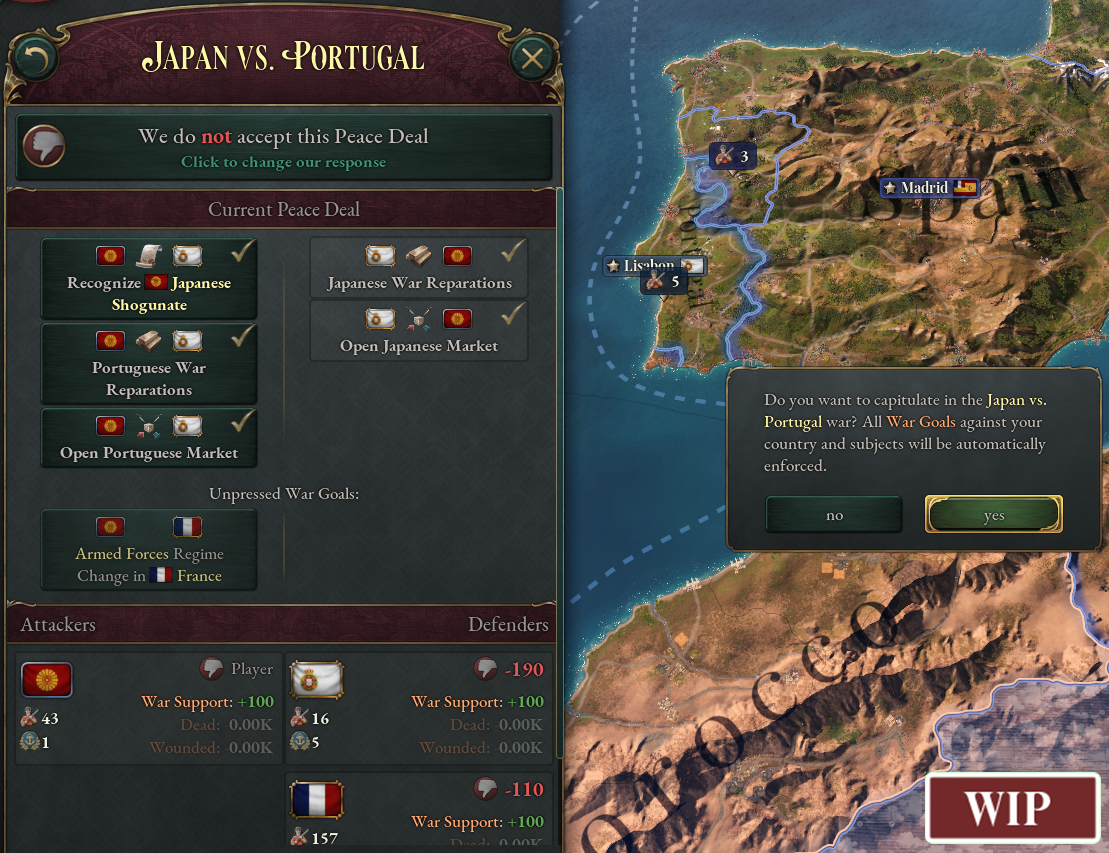 JAPAN VS. PORTUGAL
We do not accept this Peace Deal
Click to change our response
Current Peace Deal
Recognize Japanese
Shogunate
Portuguese War
Reparations
Open Portuguese Market
Japanese War Reparations
Open Japanese Market
Unpressed War Goals:
Armed Forces Regime
Change in France
Attackers
Defenders
Player
War Support: +100
Dead: -0.00K
Wounded: -0.00K
43
1
-190
War Support: +100
Dead: -0.00K
Wounded: -0.00K
16
5
-110
War Support: +100
157
3
Madrid
Spain
Lisabon
5
Do you want to capitulate in the Japan vs.
Portugal war? All War Goals against your
country and subjects will be automatically
enforced.
no
yes
orocco
WIP